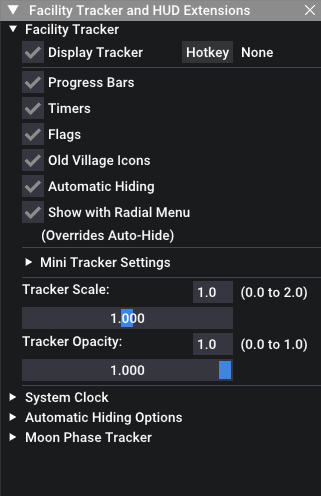 Facility Tracker and HUD Extensions
Facility Tracker
Display Tracker Hotkey None
Progress Bars
Timers
Flags
Old Village Icons
Automatic Hiding
Show with Radial Menu
(Overrides Auto-Hide)
Mini Tracker Settings
Tracker Scale: 1.0 (0.0 to 2.0)
1.000
Tracker Opacity: 1.0 (0.0 to 1.0)
1.000
System Clock
Automatic Hiding Options
Moon Phase Tracker